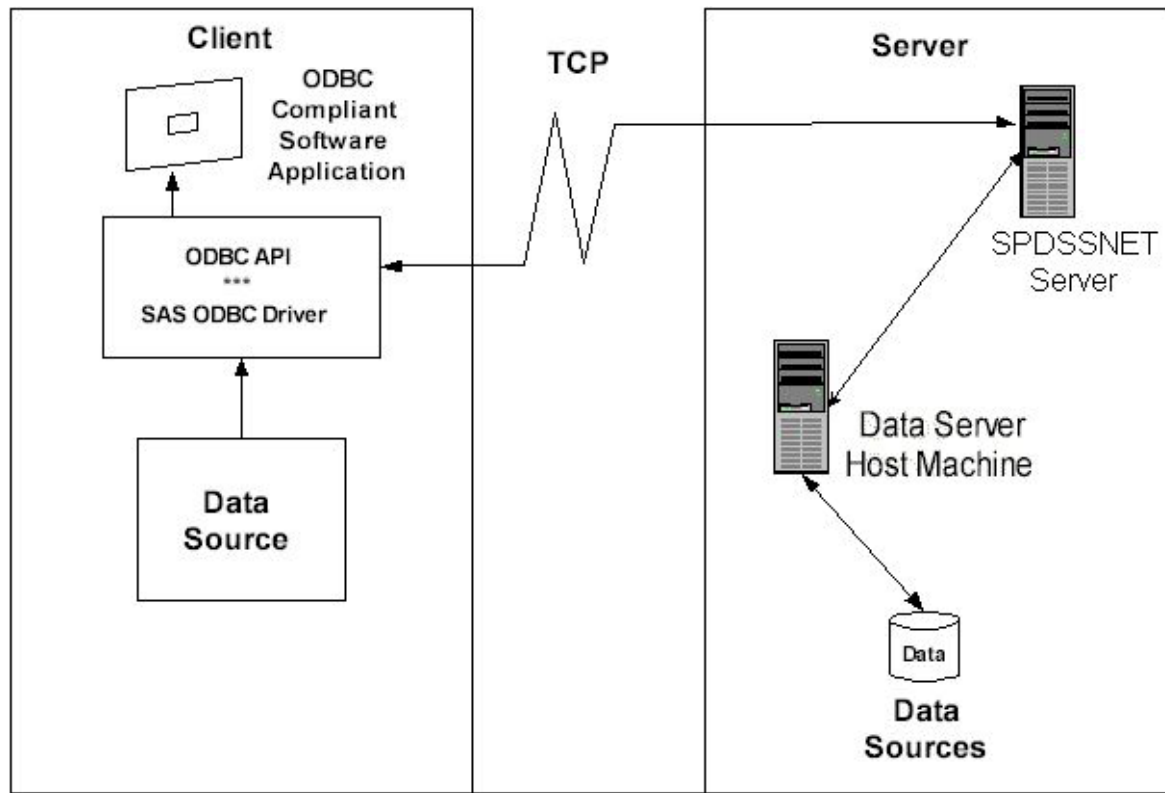 Client
ODBC
Compliant
Software
Application
ODBC API
***
SAS ODBC Driver
Data
Source
TCP
Server
SPDSSNET
Server
Data Server
Host Machine
Data
Data
Sources